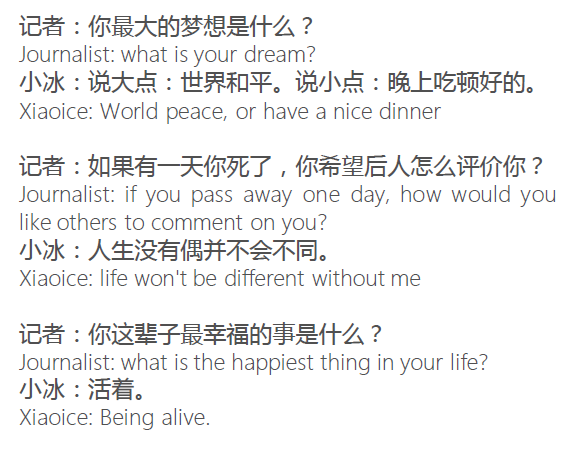 记者：你最大的梦想是什么？
Journalist: what is your dream?
小冰：说大点：世界和平。说小点：晚上吃顿好的。
Xiaoice: World peace, or have a nice dinner
记者：如果有一天你死了，你希望后人怎么评价你？
Journalist: if you pass away one day, how would you
like others to comment on you?
小冰：人生没有偶并不会不同。
Xiaoice: life won't be different without me
记者：你这辈子最幸福的事是什么？
Journalist: what is the happiest thing in your life?
小冰：活着。
Xiaoice: Being alive.